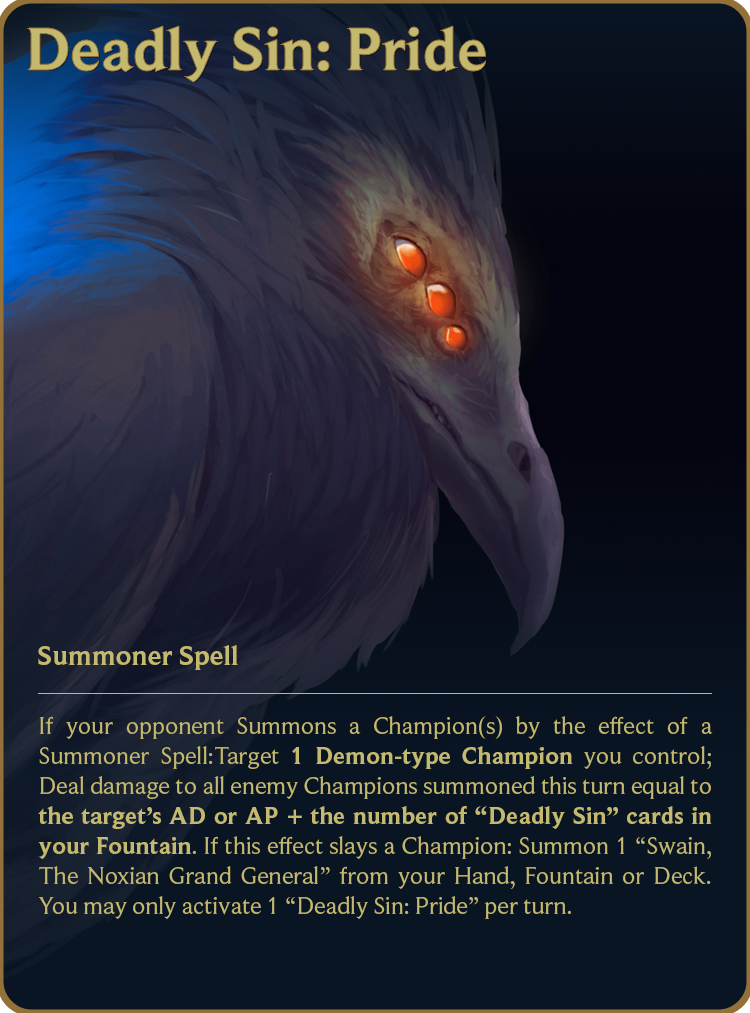 Deadly Sin: Pride
Summoner Spell
If your opponent Summons a Champion(s) by the effect of a
Summoner Spell:Target 1 Demon-type Champion you control;
Deal damage to all enemy Champions summoned this turn equal to
the target’s AD or AP + the number of “Deadly Sin” cards in
your Fountain. If this effect slays a Champion: Summon 1 “Swain,
The Noxian Grand General” from your Hand, Fountain or Deck.
You may only activate 1 “Deadly Sin: Pride” per turn.